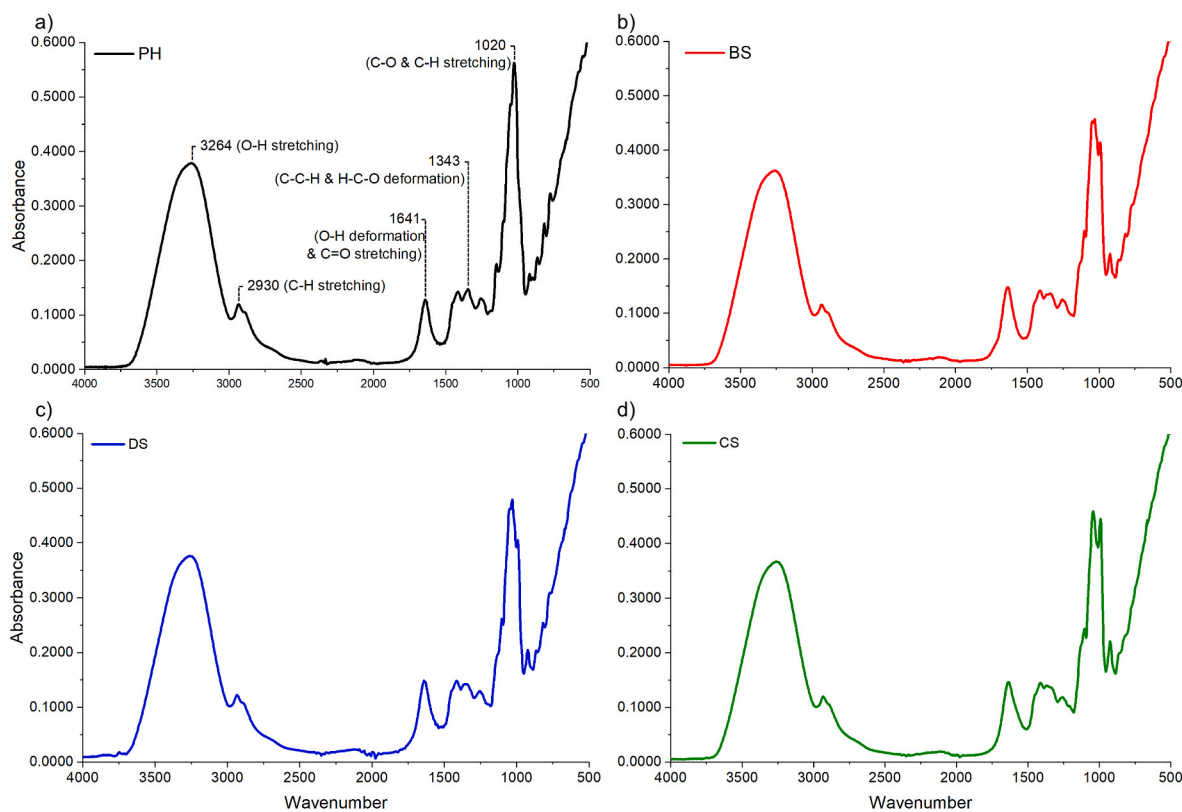 a)
PH
1020
(C-O & C-H stretching)
3264 (O-H stretching)
1343
(C-C-H & H-C-O deformation)
1641
(O-H deformation
& C=O stretching)
2930 (C-H stretching)
Absorbance
0.6000
0.5000
0.4000
0.3000
0.2000
0.1000
0.0000
4000 3500 3000 2500 2000 1500 1000 500
b)
BS
0.6000
0.5000
0.4000
0.3000
0.2000
0.1000
0.0000
4000 3500 3000 2500 2000 1500 1000 500
c)
DS
Absorbance
0.6000
0.5000
0.4000
0.3000
0.2000
0.1000
0.0000
4000 3500 3000 2500 2000 1500 1000 500
Wavenumber
d)
CS
0.6000
0.5000
0.4000
0.3000
0.2000
0.1000
0.0000
4000 3500 3000 2500 2000 1500 1000 500
Wavenumber